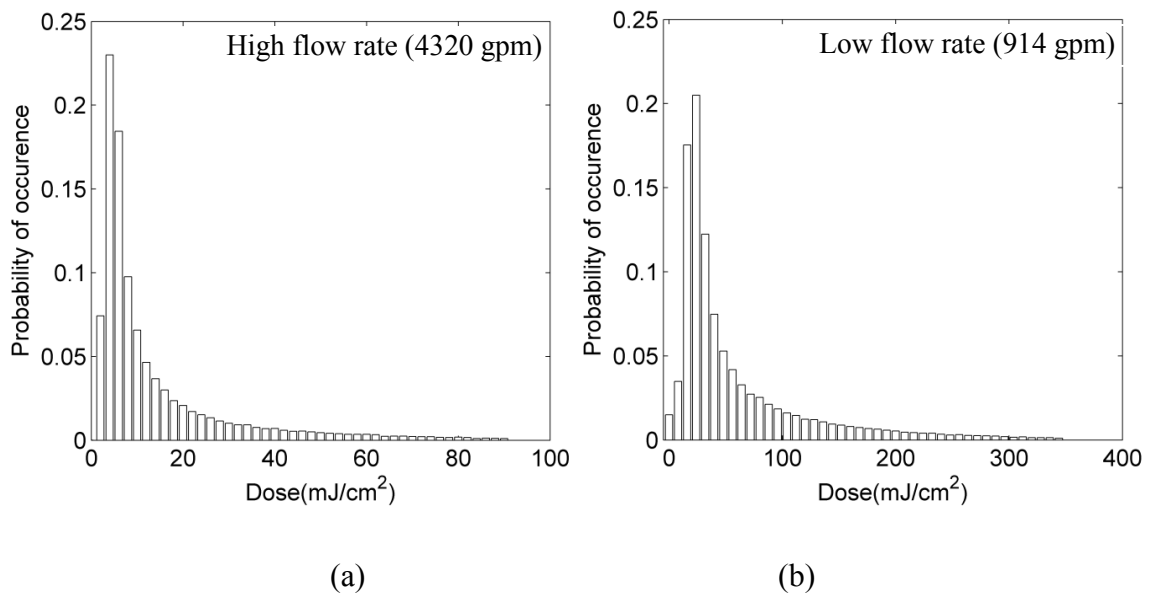 High flow rate (4320 gpm)
Probability of occurence
0.25
0.2
0.15
0.1
0.05
0
0 20 40 60 80 100
Dose(mJ/cm²)
(a)
Low flow rate (914 gpm)
Probability of occurence
0.25
0.2
0.15
0.1
0.05
0
0 100 200 300 400
Dose(mJ/cm²)
(b)